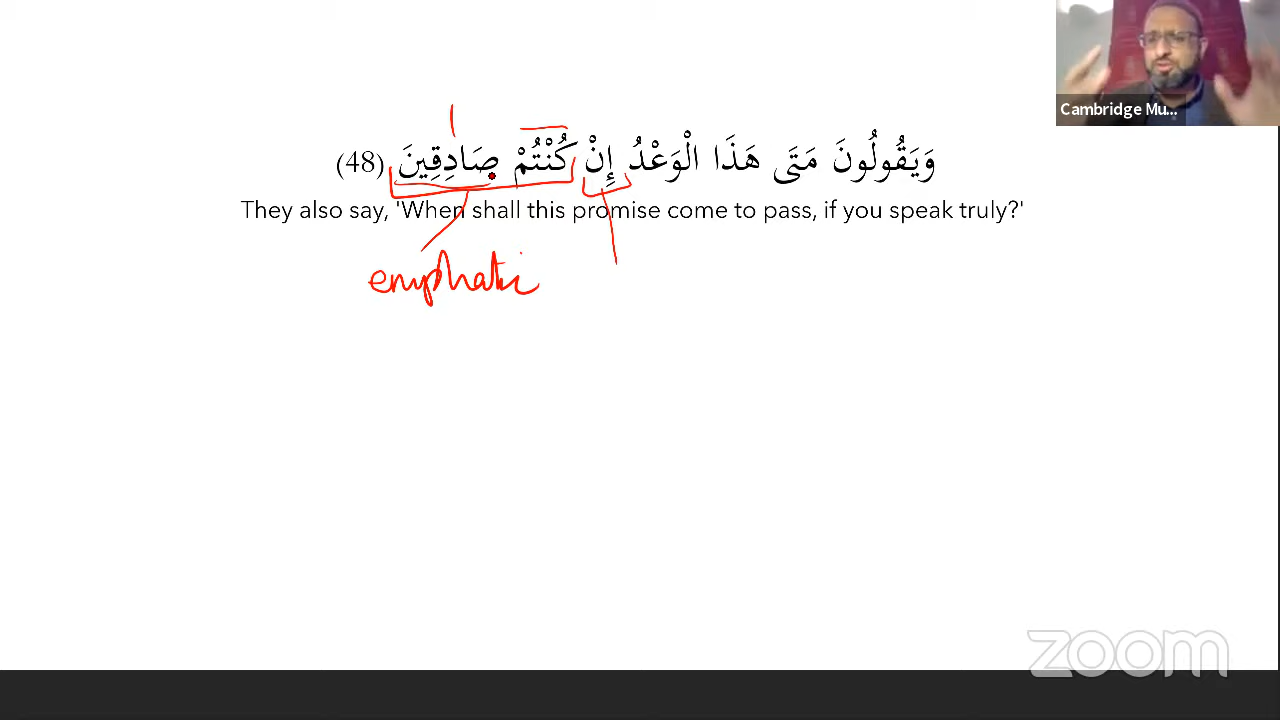 Cambridge Mu...
وَيَقُولُونَ مَتَى هَذَا الْوَعْدُ إِنْ كُنْتُمْ صَادِقِينَ (48)
They also say, 'When shall this promise come to pass, if you speak truly?'
emphatic
zoom